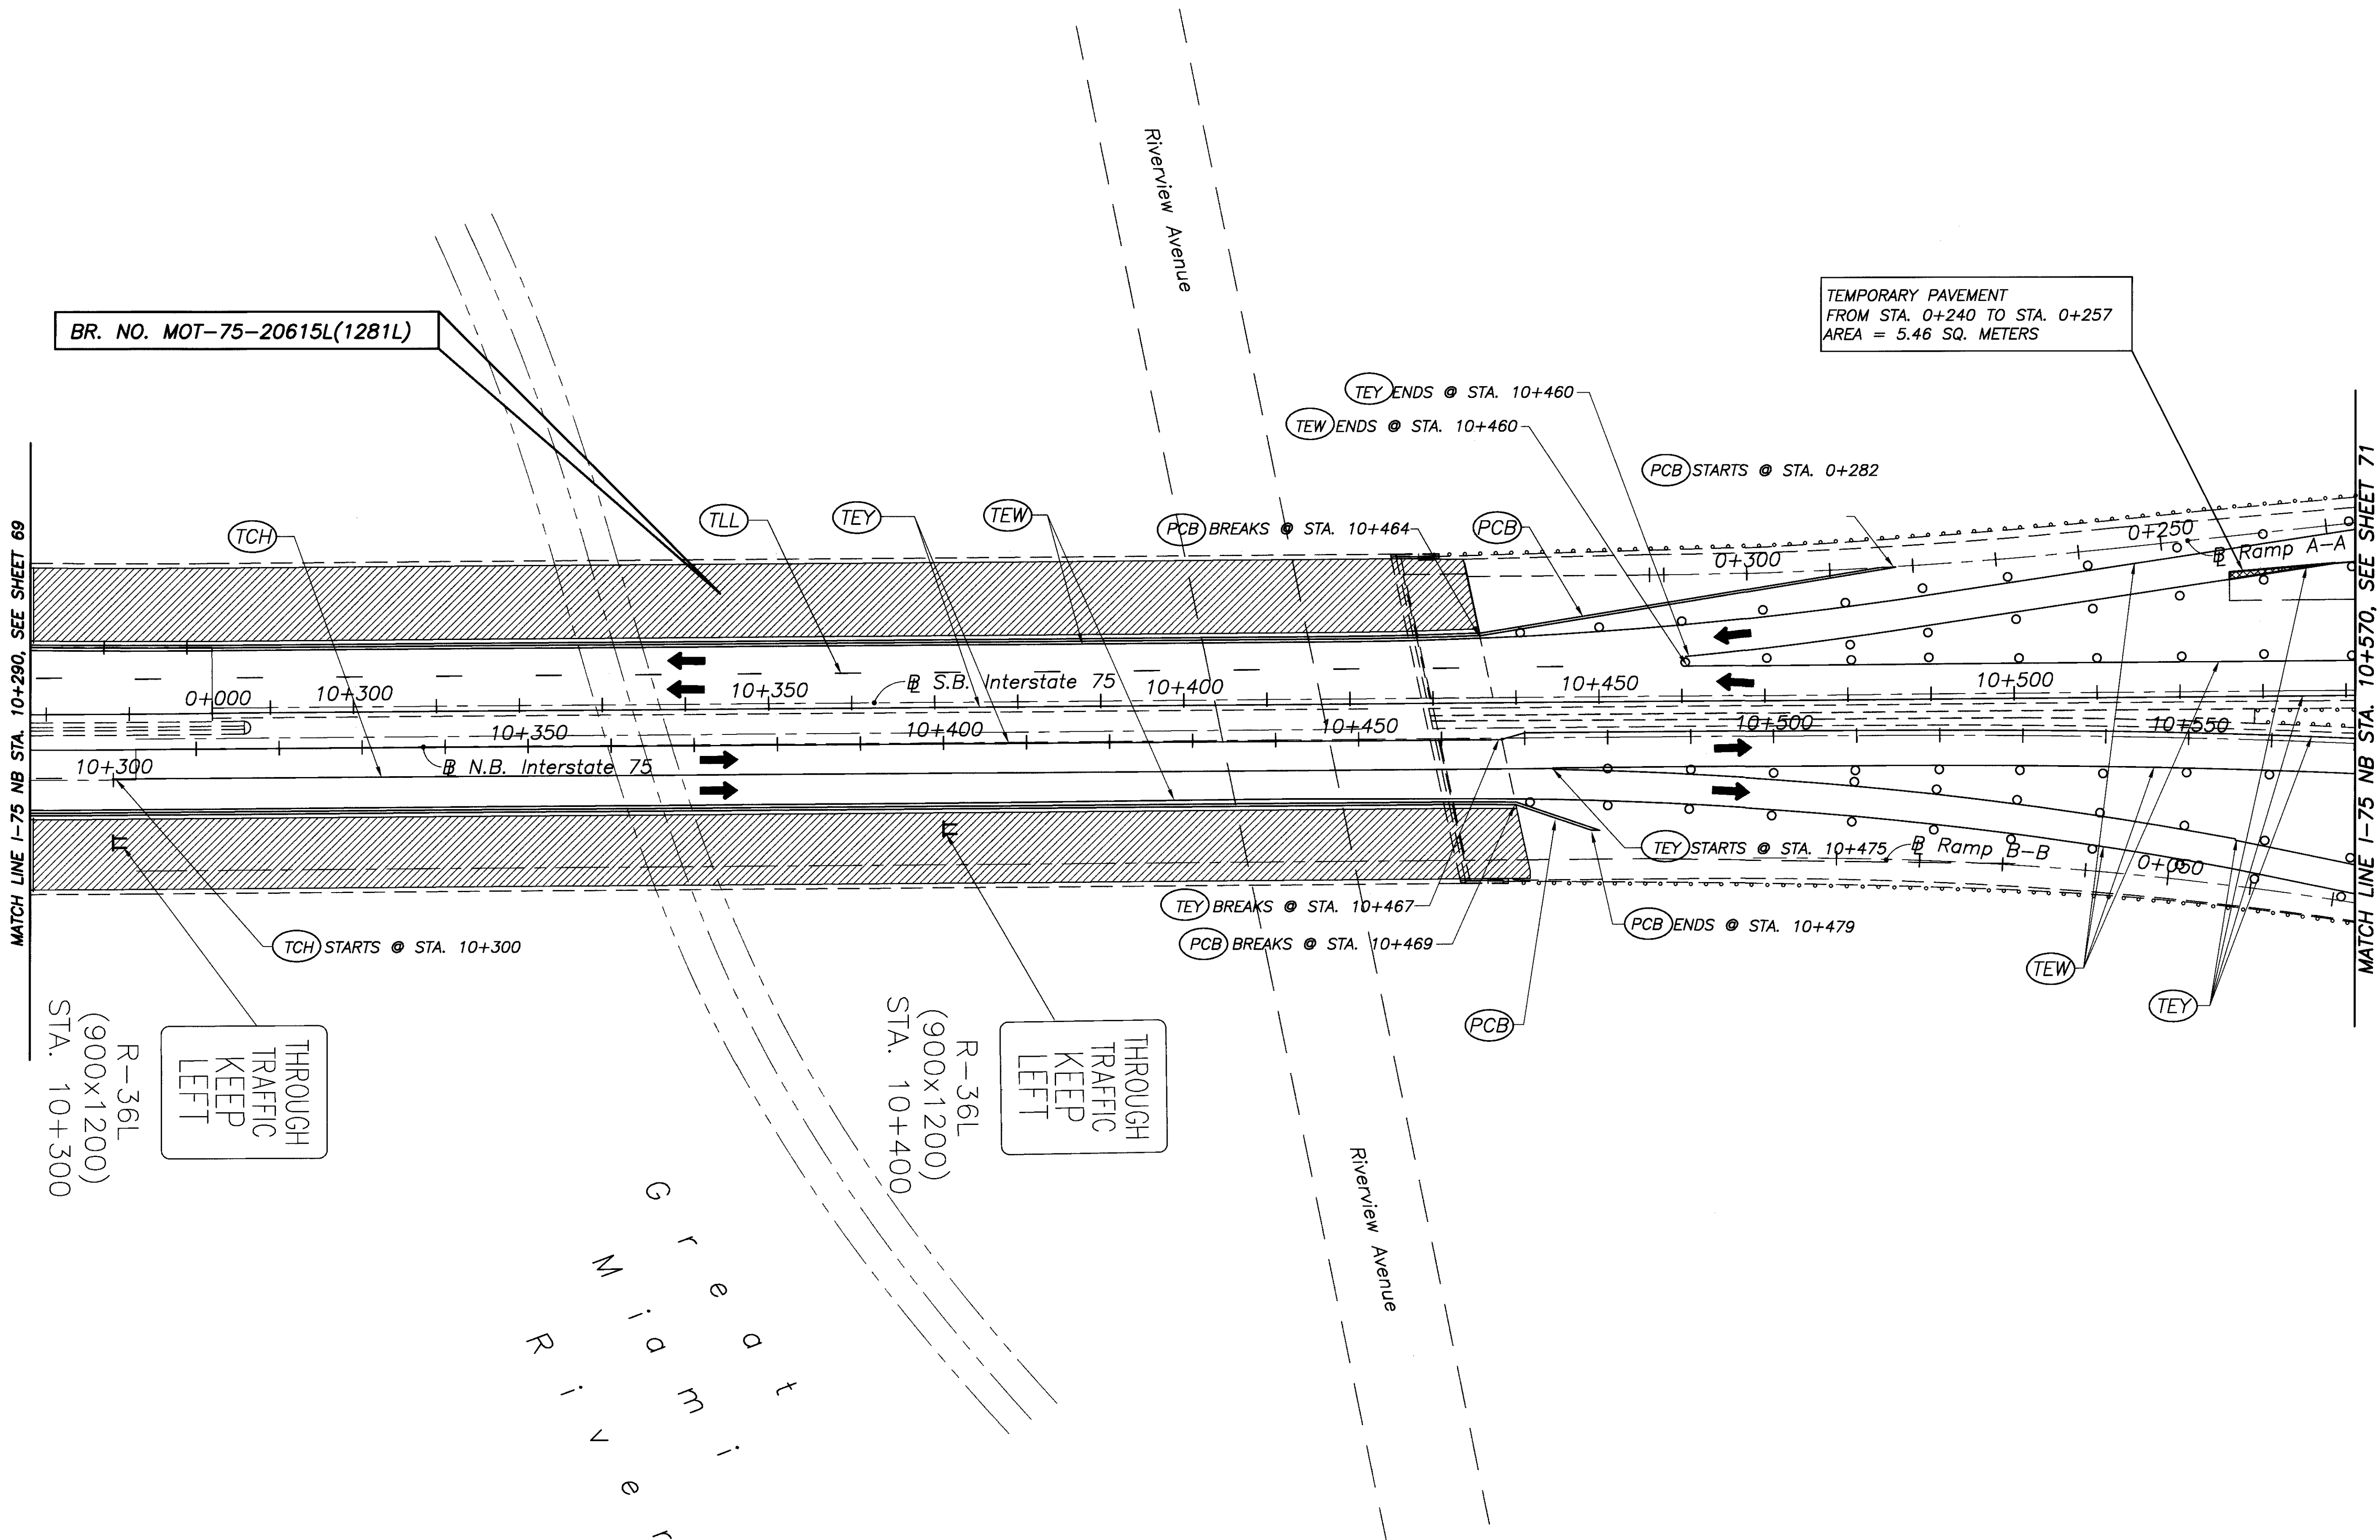 Riverview Avenue
BR. NO. MOT-75-20615L(1281L)
TEMPORARY PAVEMENT
FROM STA. 0+240 TO STA. 0+257
AREA = 5.46 SQ. METERS
TEY ENDS @ STA. 10+460
TEW ENDS @ STA. 10+460
PCB STARTS @ STA. 0+282
MATCH LINE I-75 NB STA. 10+290, SEE SHEET 69
MATCH LINE I-75 NB STA. 10+570, SEE SHEET 71
TCH
TLL
TEY
TEW
PCB BREAKS @ STA. 10+464
PCB
0+300
0+250
℄ Ramp A-A
0+000
10+300
10+350
℄ S.B. Interstate 75
10+400
10+450
10+500
10+350
10+400
10+450
10+500
10+550
10+300
℄ N.B. Interstate 75
TEY STARTS @ STA. 10+475
℄ Ramp B-B
0+050
TEY BREAKS @ STA. 10+467
PCB BREAKS @ STA. 10+469
PCB ENDS @ STA. 10+479
TCH STARTS @ STA. 10+300
TEW
TEY
PCB
THROUGH
TRAFFIC
KEEP
LEFT
R-36L
(900x1200)
STA. 10+300
THROUGH
TRAFFIC
KEEP
LEFT
R-36L
(900x1200)
STA. 10+400
Great
Miami
River
Riverview Avenue